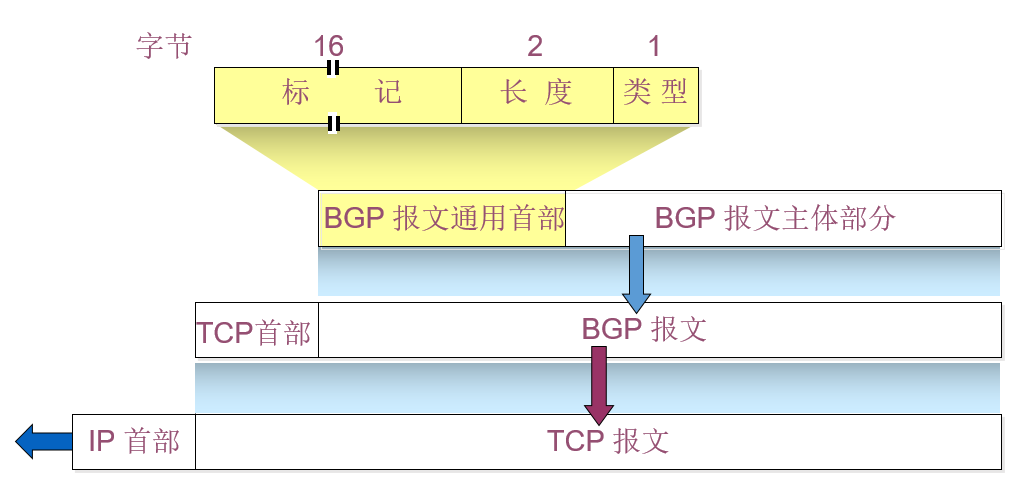 字节 16 2 1
标 记 长 度 类 型
BGP 报文通用首部 BGP 报文主体部分
TCP首部 BGP 报文
IP 首部 TCP 报文